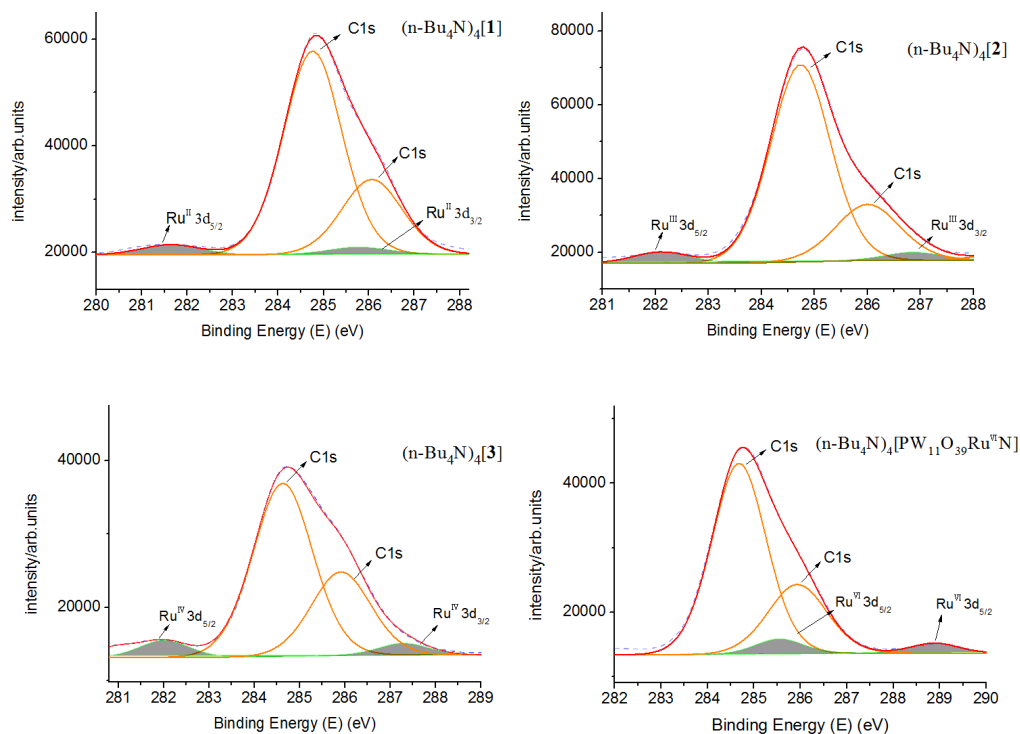 (n-Bu₄N)₄[1]
C1s
C1s
Ruᴵᴵ 3d₅/₂
Ruᴵᴵ 3d₃/₂
60000
40000
20000
intensity/arb.units
280 281 282 283 284 285 286 287 288
Binding Energy (E) (eV)
(n-Bu₄N)₄[2]
C1s
C1s
Ruᴵᴵᴵ 3d₅/₂
Ruᴵᴵᴵ 3d₃/₂
80000
60000
40000
20000
intensity/arb.units
281 282 283 284 285 286 287 288
Binding Energy (E) (eV)
(n-Bu₄N)₄[3]
C1s
C1s
Ruᴵⱽ 3d₅/₂
Ruᴵⱽ 3d₃/₂
40000
20000
intensity/arb.units
281 282 283 284 285 286 287 288 289
Binding Energy (E) (eV)
(n-Bu₄N)₄[PW₁₁O₃₉RuⱽᴵN]
C1s
C1s
Ruⱽᴵ 3d₅/₂
Ruⱽᴵ 3d₅/₂
40000
20000
intensity/arb.units
282 283 284 285 286 287 288 289 290
Binding Energy (E) (eV)